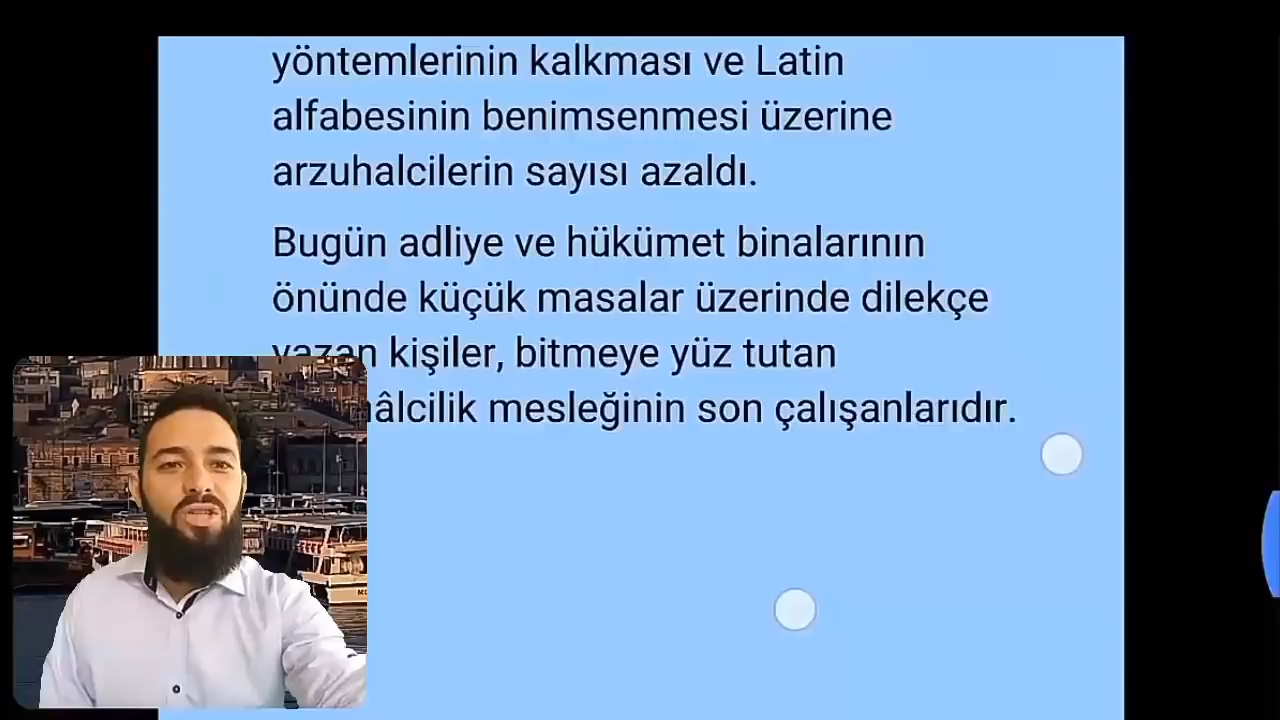 yöntemlerinin kalkması ve Latin
alfabesinin benimsenmesi üzerine
arzuhalcilerin sayısı azaldı.
Bugün adliye ve hükümet binalarının
önünde küçük masalar üzerinde dilekçe
yazan kişiler, bitmeye yüz tutan
mesleğinin son çalışanlarıdır.